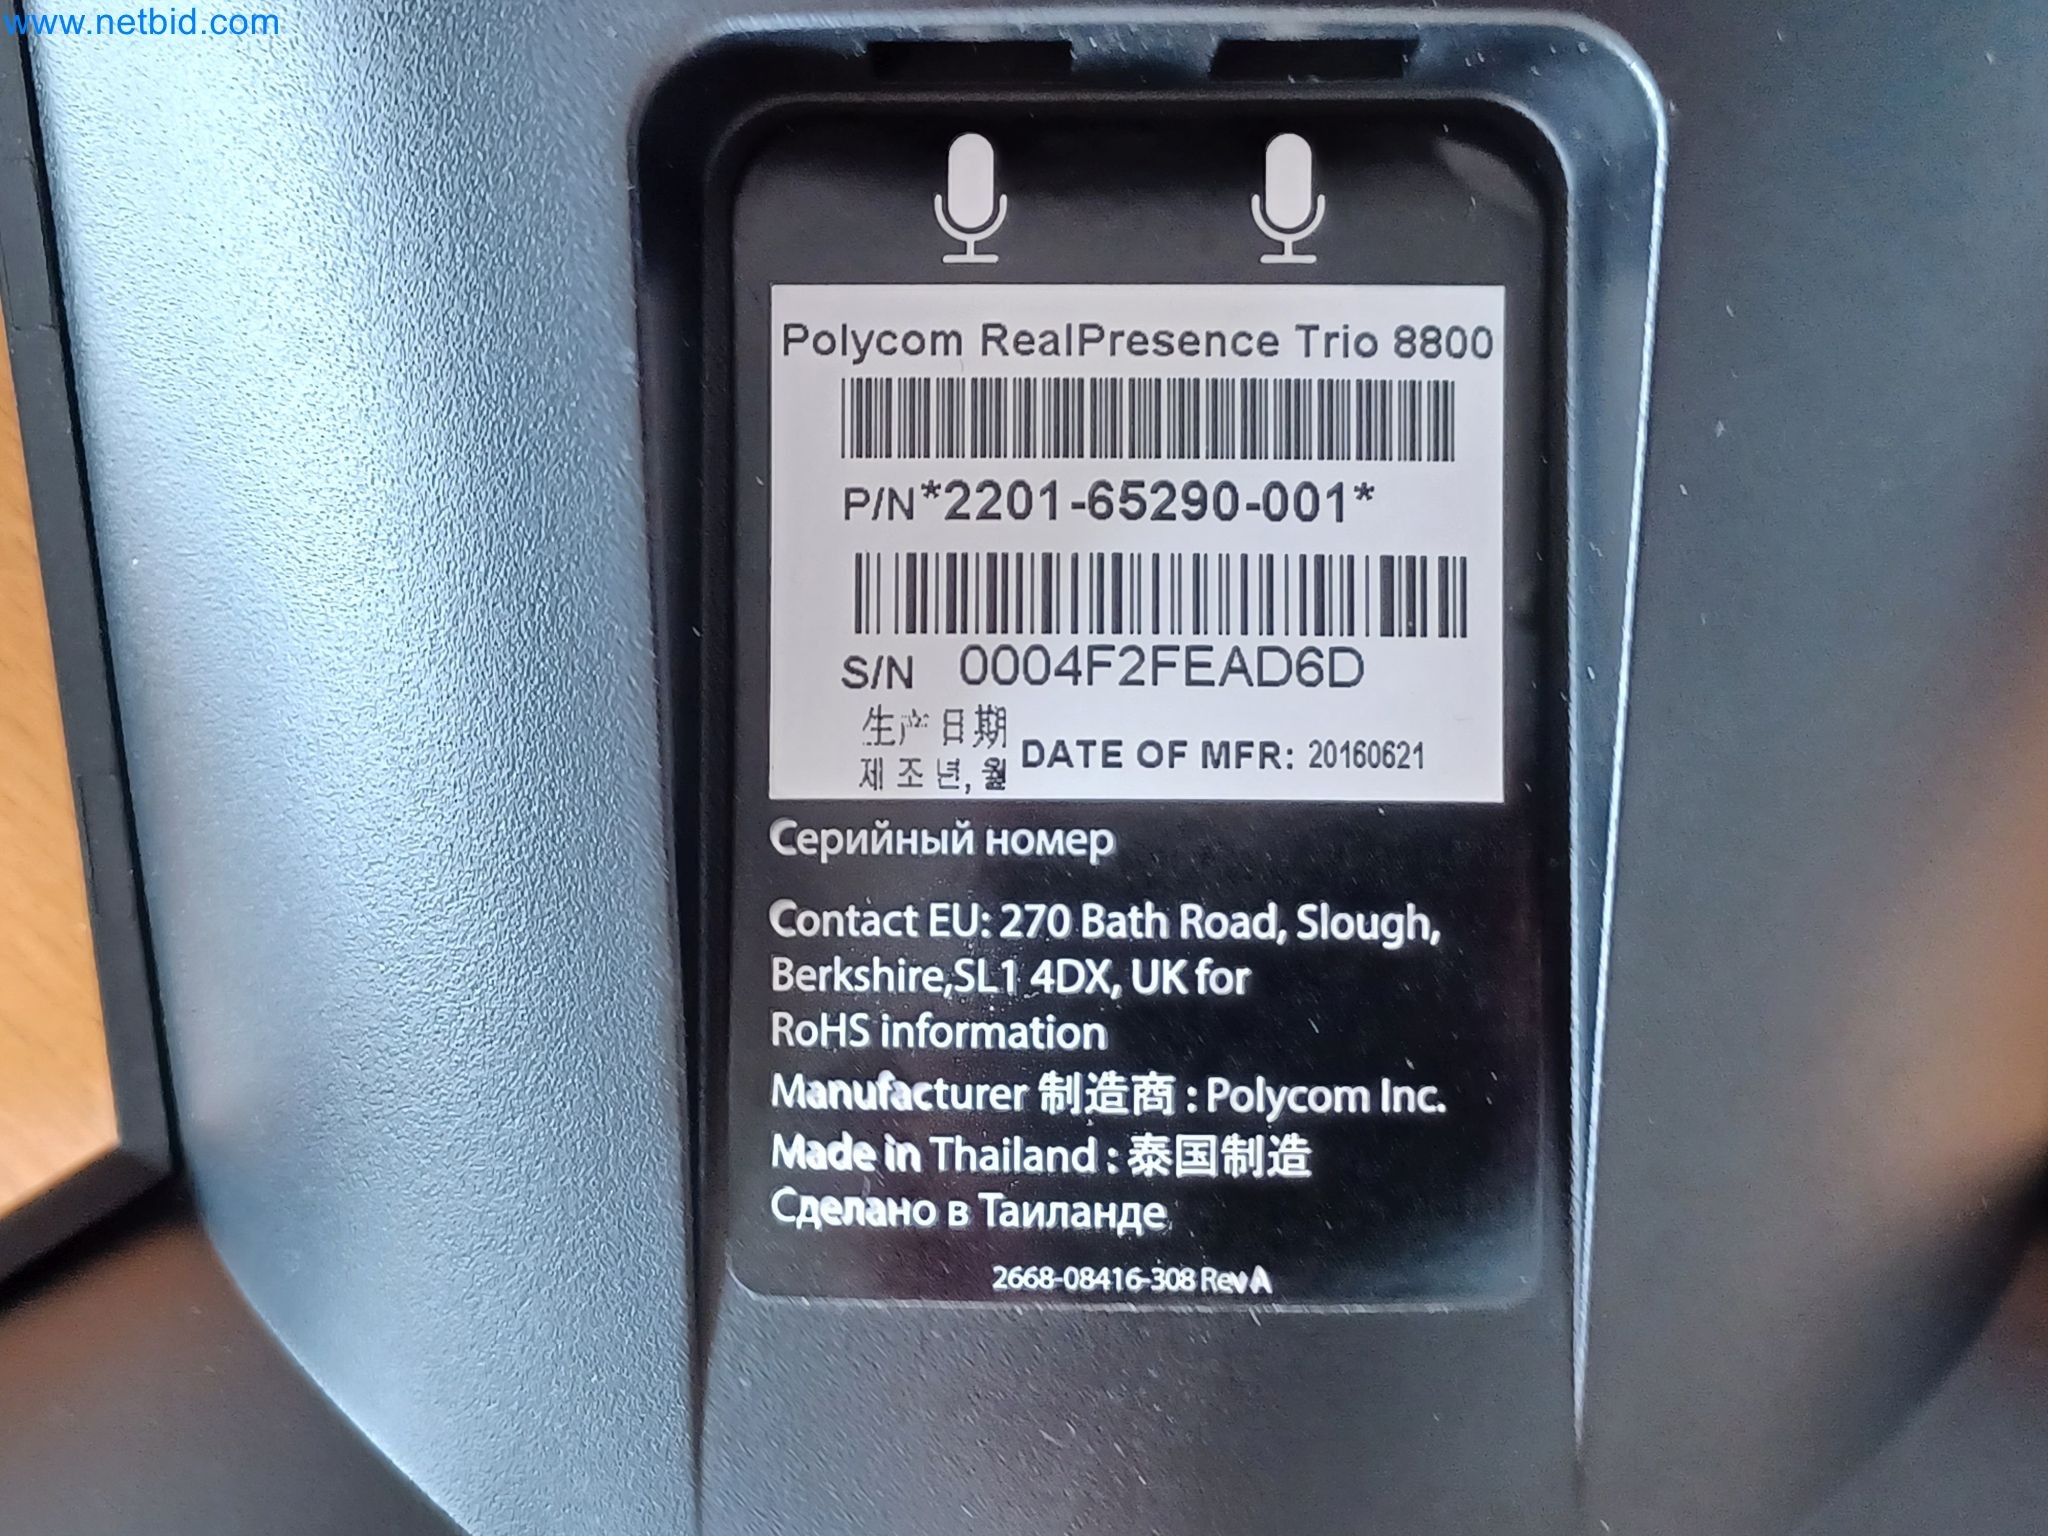 www.netbid.com
Polycom RealPresence Trio 8800
P/N*2201-65290-001*
S/N 0004F2FEAD6D
生产日期
제조년,월 DATE OF MFR: 20160621
Серийный номер
Contact EU: 270 Bath Road, Slough,
Berkshire,SL1 4DX, UK for
RoHS information
Manufacturer 制造商 : Polycom Inc.
Made in Thailand : 泰国制造
Сделано в Таиланде
2668-08416-308 Rev A